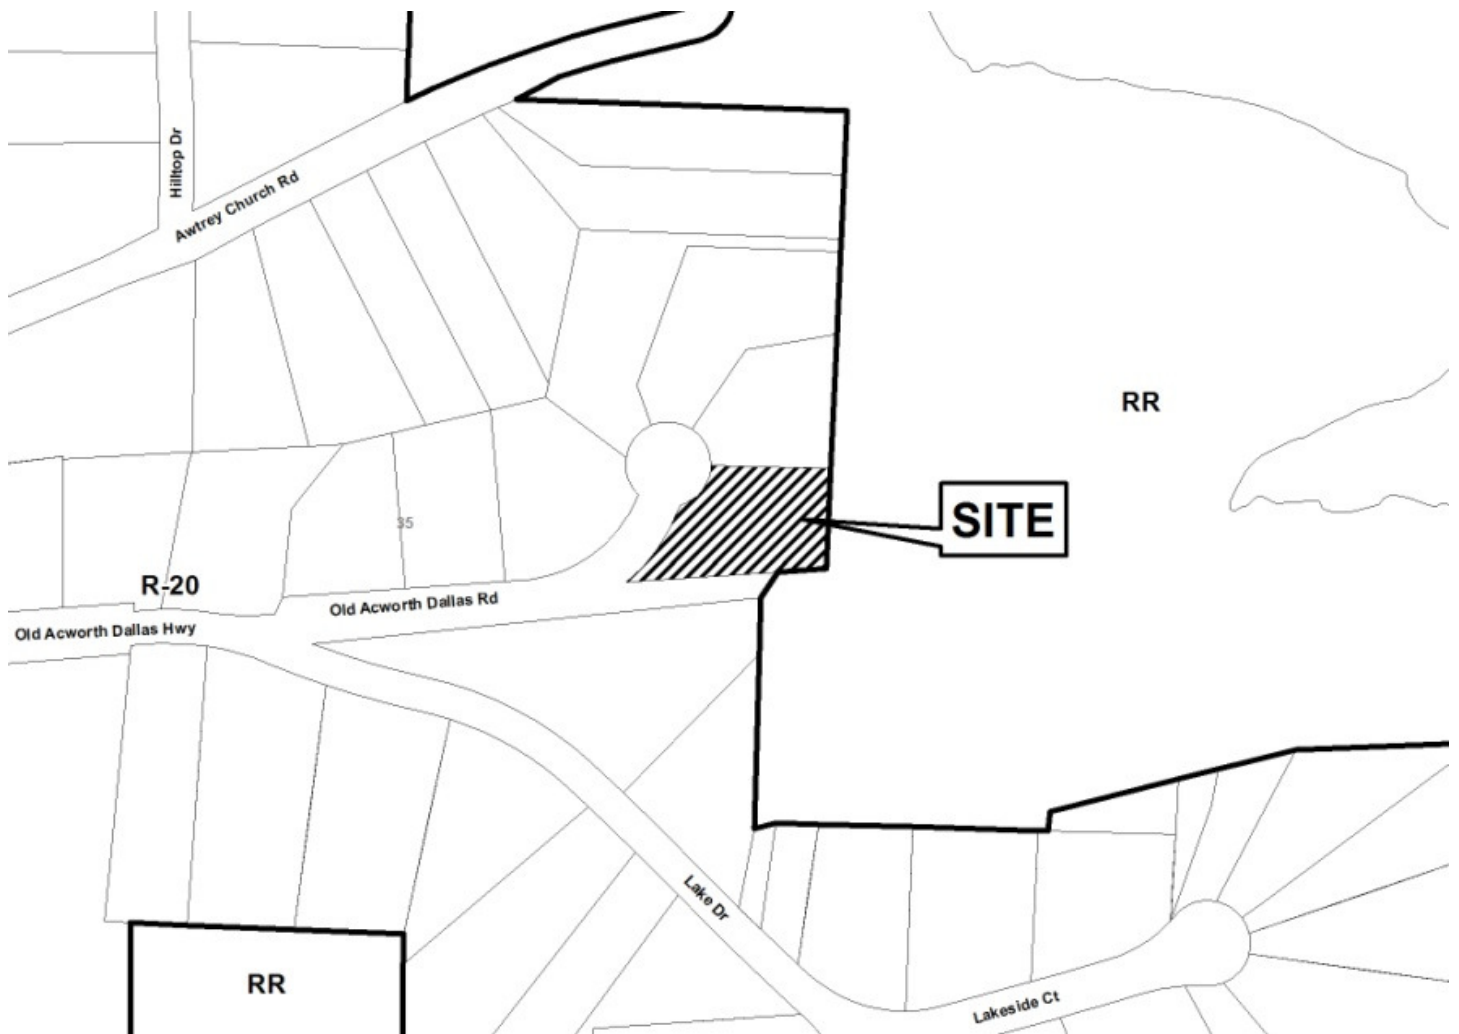 Hilltop Dr
Awtrey Church Rd
RR
SITE
35
R-20
Old Acworth Dallas Rd
Old Acworth Dallas Hwy
Lake Dr
RR
Lakeside Ct